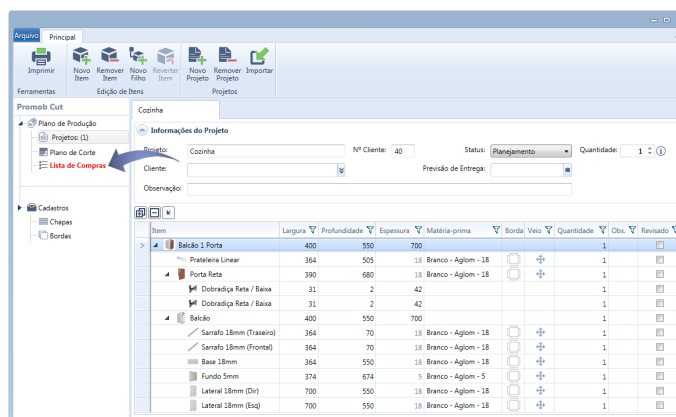 Arquivo Principal
Imprimir Novo Item Remover Item Novo Filho Reverter Item Novo Projeto Remover Projeto Importar
Ferramentas Edição de Itens Projetos
Promob Cut
Plano de Produção
Projetos: (1)
Plano de Corte
Lista de Compras
Cadastros
Chapas
Bordas
Cozinha
Informações do Projeto
Projeto: Cozinha Nº Cliente: 40 Status: Planejamento Quantidade: 1
Cliente: Previsão de Entrega:
Observação:
Item Largura Profundidade Espessura Matéria-prima Borda Veio Quantidade Obs. Revisado
Balcão 1 Porta 400 550 700 1
Prateleira Linear 364 505 18 Branco - Aglom - 18 1
Porta Reta 390 680 18 Branco - Aglom - 18 1
Dobradiça Reta / Baixa 31 2 42 1
Dobradiça Reta / Baixa 31 2 42 1
Balcão 400 550 700 1
Sarrafo 18mm (Traseiro) 364 70 18 Branco - Aglom - 18 1
Sarrafo 18mm (Frontal) 364 70 18 Branco - Aglom - 18 1
Base 18mm 364 550 18 Branco - Aglom - 18 1
Fundo 5mm 374 674 5 Branco - Aglom - 5 1
Lateral 18mm (Dir) 700 550 18 Branco - Aglom - 18 1
Lateral 18mm (Esq) 700 550 18 Branco - Aglom - 18 1